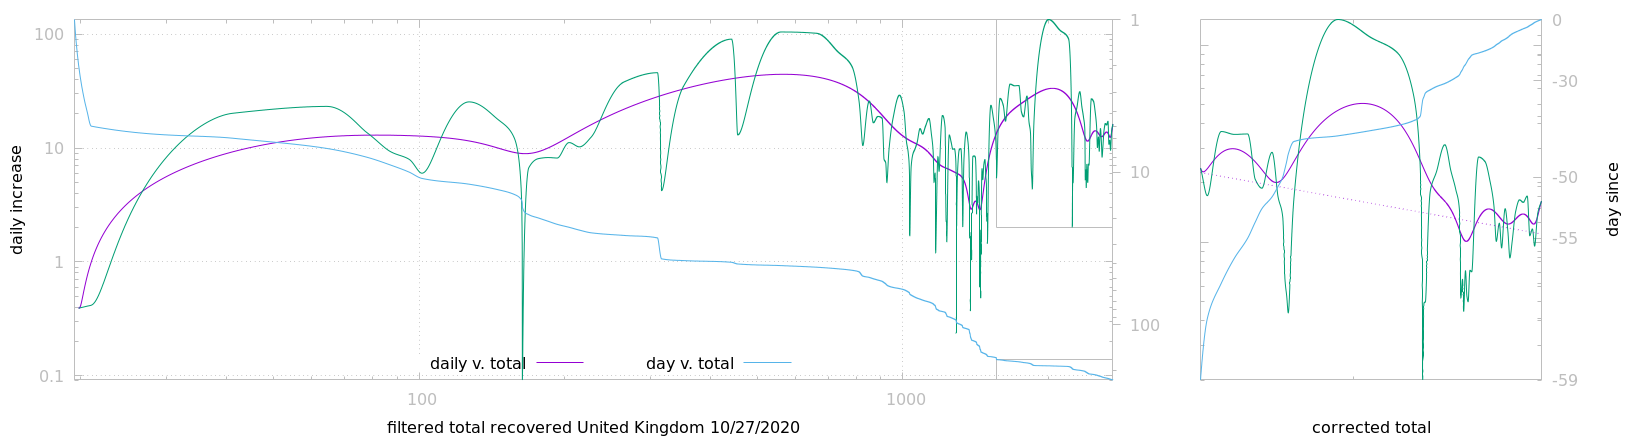 100
10
1
0.1
daily increase
daily v. total
day v. total
100
1000
filtered total recovered United Kingdom 10/27/2020
1
10
100
0
-30
-50
-55
-59
day since
corrected total